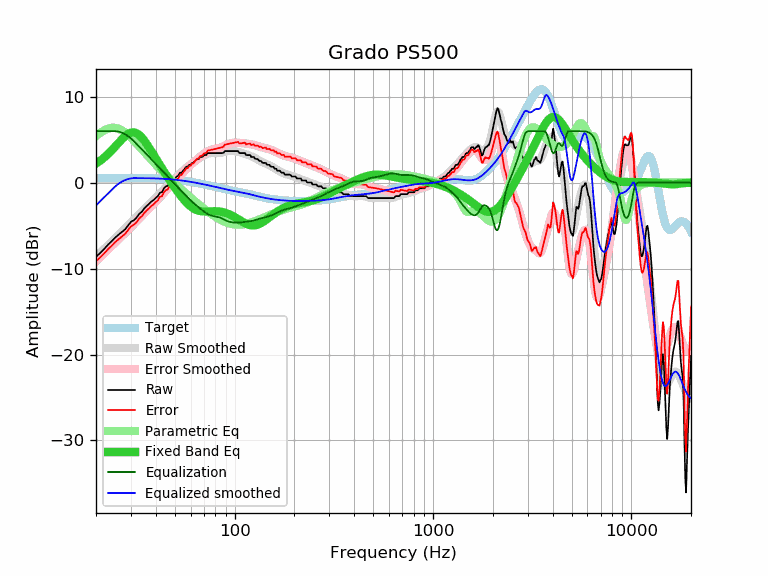 Grado PS500
Amplitude (dBr)
10
0
−10
−20
−30
Target
Raw Smoothed
Error Smoothed
Raw
Error
Parametric Eq
Fixed Band Eq
Equalization
Equalized smoothed
100
1000
10000
Frequency (Hz)